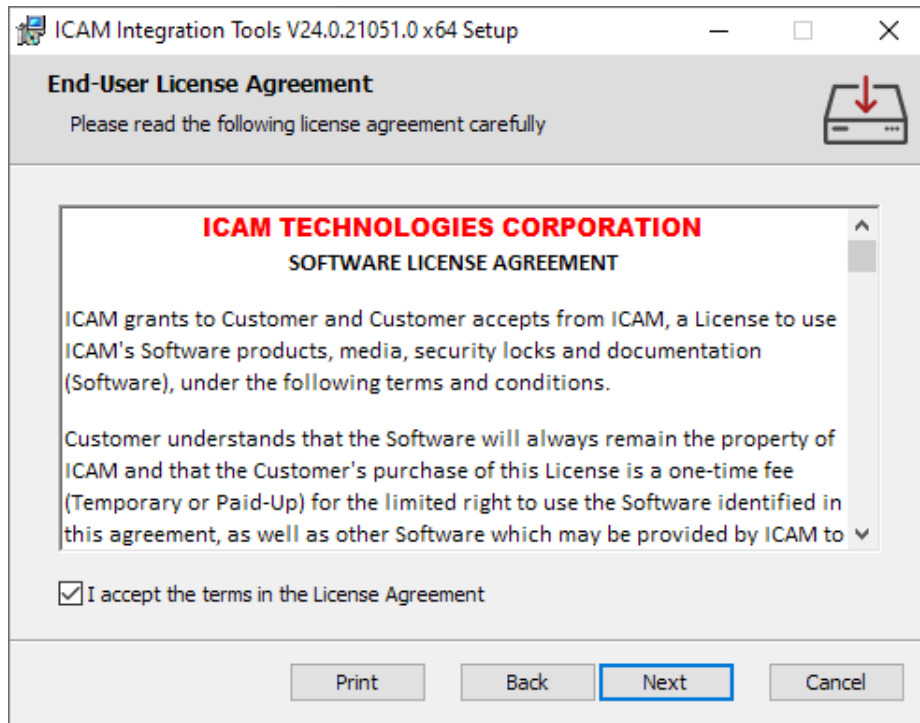 ICAM Integration Tools V24.0.21051.0 x64 Setup
End-User License Agreement
Please read the following license agreement carefully
ICAM TECHNOLOGIES CORPORATION
SOFTWARE LICENSE AGREEMENT
ICAM grants to Customer and Customer accepts from ICAM, a License to use
ICAM's Software products, media, security locks and documentation
(Software), under the following terms and conditions.
Customer understands that the Software will always remain the property of
ICAM and that the Customer's purchase of this License is a one-time fee
(Temporary or Paid-Up) for the limited right to use the Software identified in
this agreement, as well as other Software which may be provided by ICAM to
I accept the terms in the License Agreement
Print Back Next Cancel